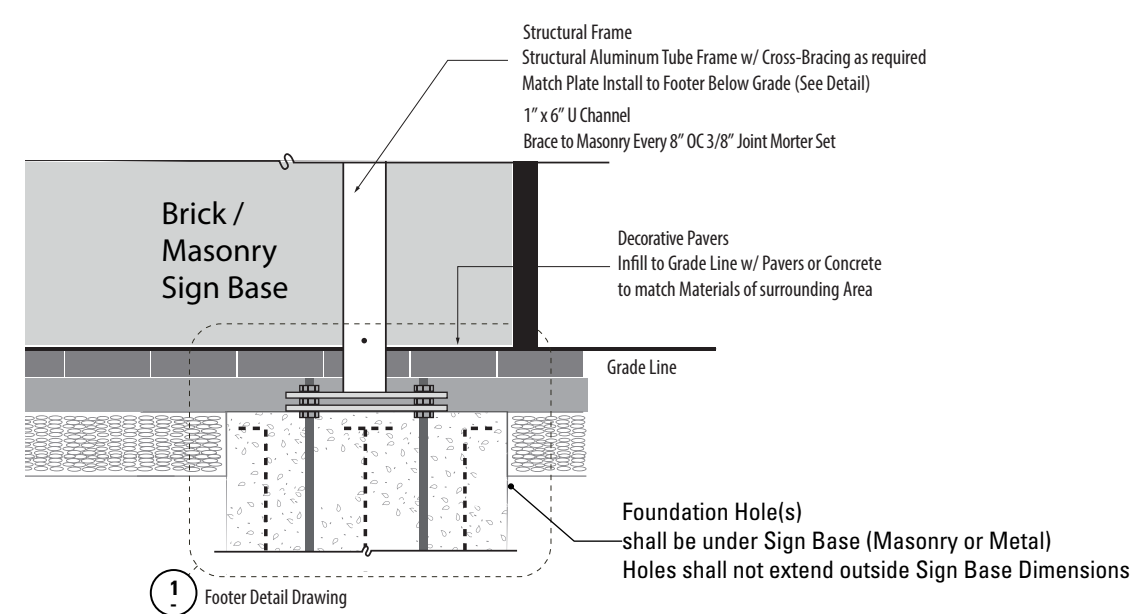 Structural Frame
Structural Aluminum Tube Frame w/ Cross-Bracing as required
Match Plate Install to Footer Below Grade (See Detail)
1” x 6” U Channel
Brace to Masonry Every 8” OC 3/8” Joint Morter Set
Brick /
Masonry
Sign Base
Decorative Pavers
Infill to Grade Line w/ Pavers or Concrete
to match Materials of surrounding Area
Grade Line
Foundation Hole(s)
shall be under Sign Base (Masonry or Metal)
Holes shall not extend outside Sign Base Dimensions
1
-
Footer Detail Drawing